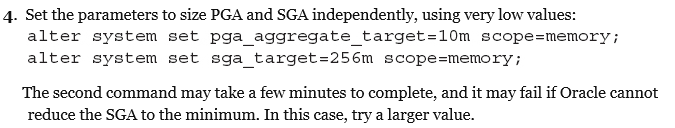 4. Set the parameters to size PGA and SGA independently, using very low values:
alter system set pga_aggregate_target=10m scope=memory;
alter system set sga_target=256m scope=memory;
The second command may take a few minutes to complete, and it may fail if Oracle cannot
reduce the SGA to the minimum. In this case, try a larger value.